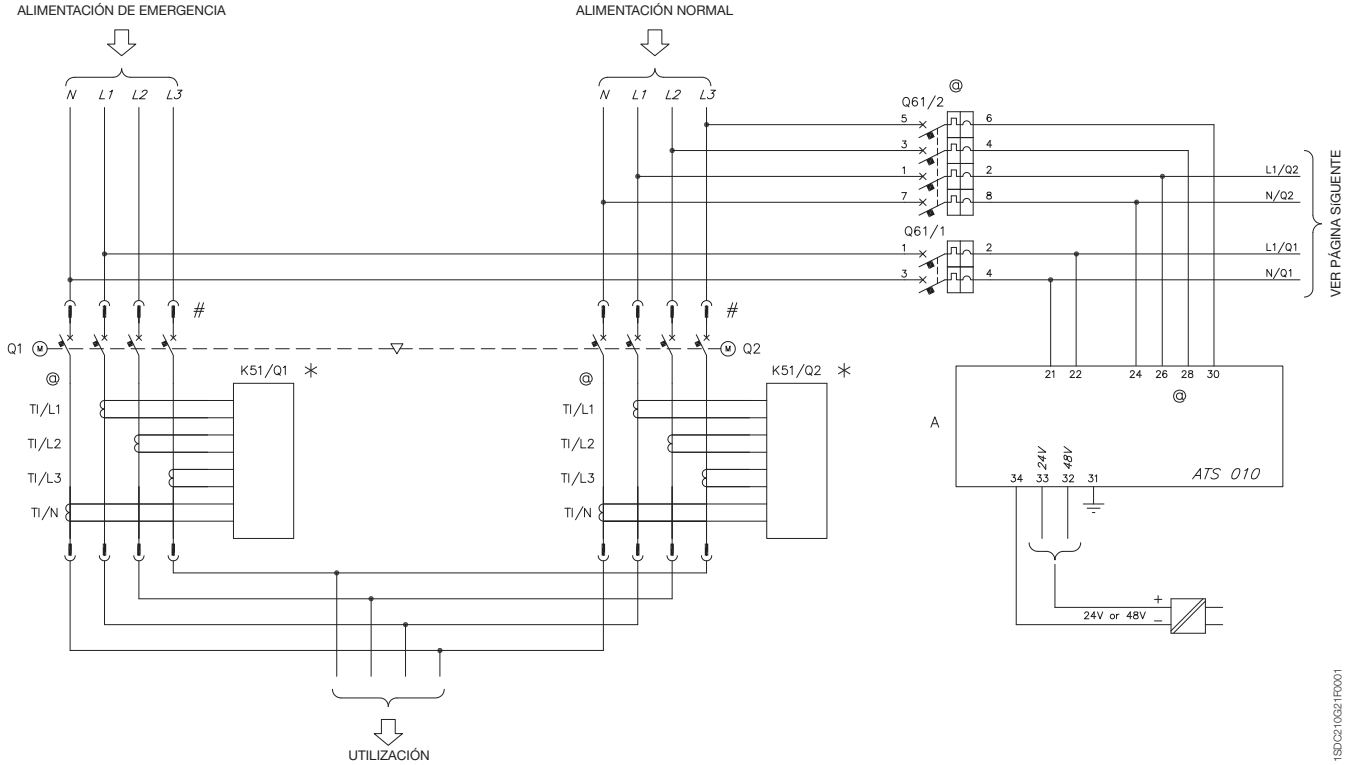 ALIMENTACIÓN DE EMERGENCIA
ALIMENTACIÓN NORMAL
N L1 L2 L3
N L1 L2 L3
@
Q61/2
5 6
3 4
1 2 L1/Q2
7 8 N/Q2
Q61/1
1 2 L1/Q1
3 4 N/Q1
VER PÁGINA SíGUENTE
# #
Q1 M M Q2
@ K51/Q1 *
@ K51/Q2 *
TI/L1
TI/L2
TI/L3
TI/N
TI/L1
TI/L2
TI/L3
TI/N
21 22 24 26 28 30
@
A
24V 48V
34 33 32 31
ATS 010
+
24V or 48V −
UTILIZACIÓN
1SDC210G21F0001